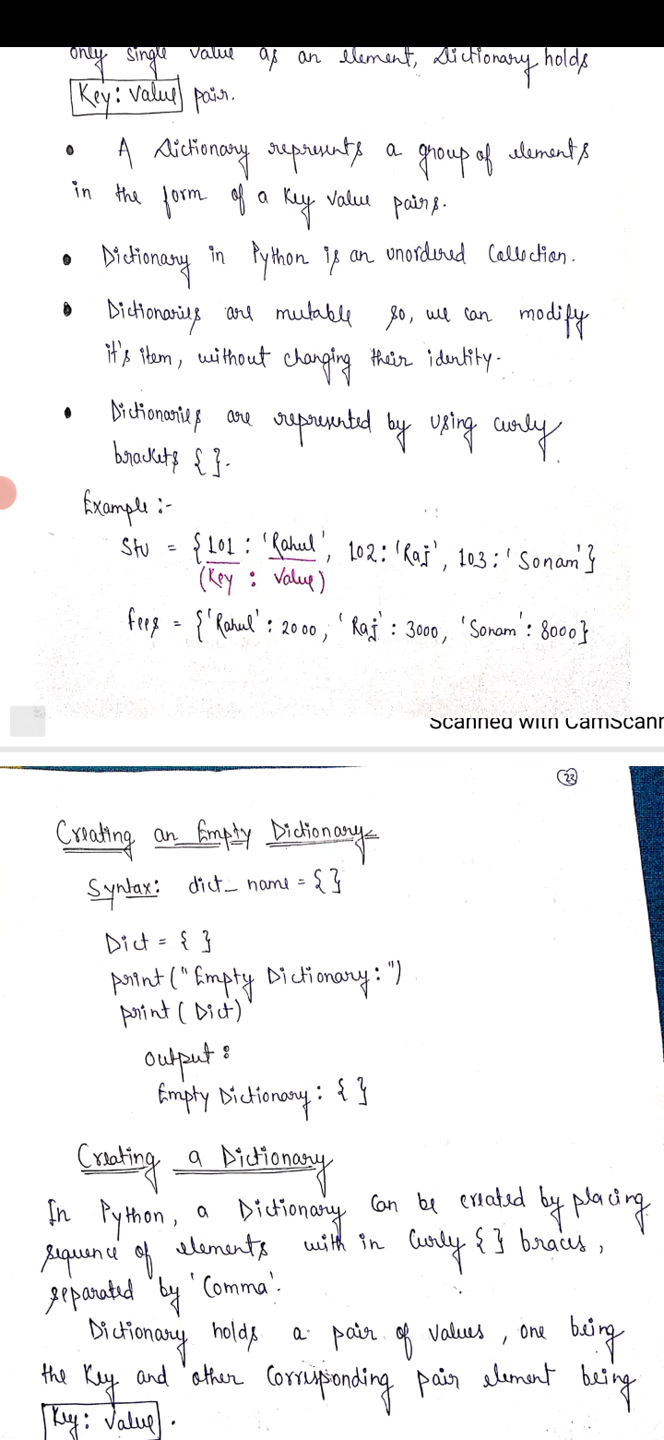 only single value as an element, Dictionary holds
Key: Value pair.
• A Dictionary represents a group of elements
in the form of a Key Value pairs.
• Dictionary in Python is an unordered Collection.
• Dictionaries are mutable so, we can modify
it's item, without changing their identity.
• Dictionaries are represented by using curly
brackets { }.
Example :-
Stu = {101 : 'Rahul', 102: 'Raj', 103: 'Sonam'}
(Key : Value)
fees = {'Rahul': 2000, 'Raj': 3000, 'Sonam': 8000}
Scanned with CamScann
22
Creating an Empty Dictionary
Syntax: dict_name = { }
Dict = { }
print("Empty Dictionary:")
print( Dict)
output:
Empty Dictionary: { }
Creating a Dictionary
In Python, a Dictionary Can be created by placing
sequence of elements with in Curly { } braces,
separated by 'Comma'.
Dictionary holds a pair of values, one being
the Key and other Corresponding pair element being
Key: Value.